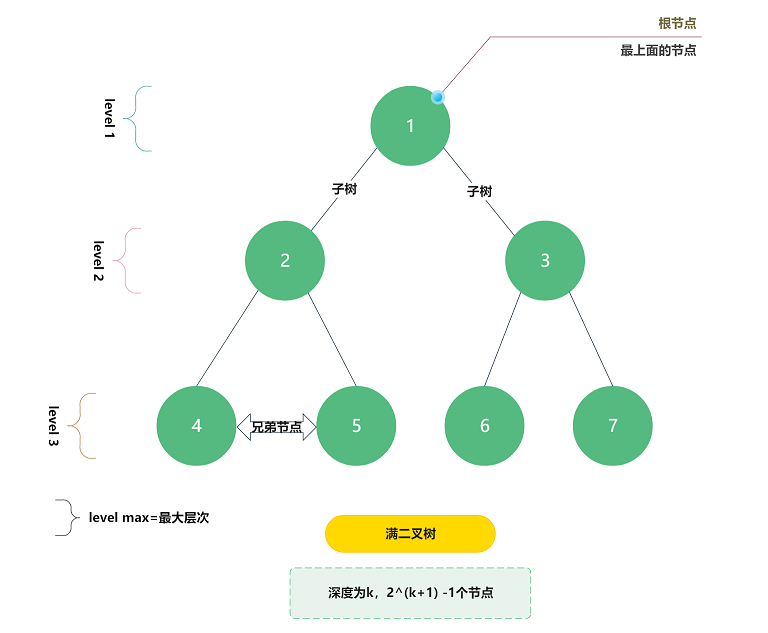 根节点
最上面的节点
level 1
1
子树
子树
level 2
2
3
level 3
4
兄弟节点
5
6
7
level max=最大层次
满二叉树
深度为k，2^(k+1) -1个节点